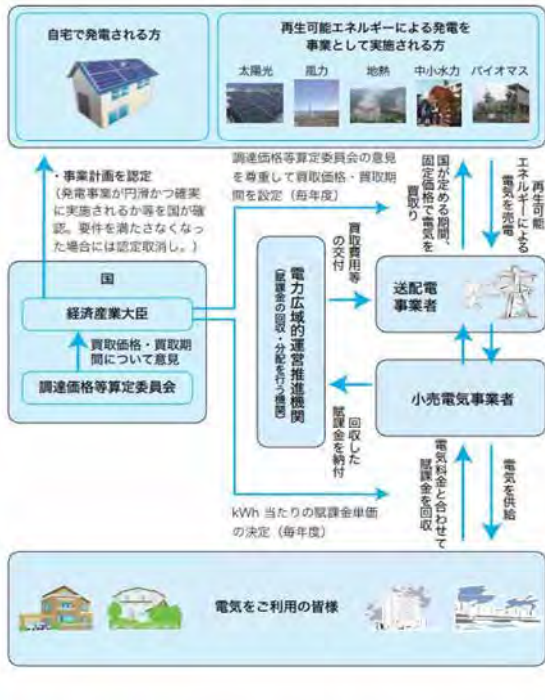 自宅で発電される方
再生可能エネルギーによる発電を
事業として実施される方
太陽光
風力
地熱
中小水力
バイオマス
・事業計画を認定
（発電事業が円滑かつ確実
に実施されるか等を国が確
認。要件を満たさなくなっ
た場合には認定取消し。）
調達価格等算定委員会の意見
を尊重して買取価格・買取期
間を設定（毎年度）
国が定める期間、
固定価格で電気を
買取り
再生可能
エネルギーによる
電気を売電
国
経済産業大臣
買取価格・買取期
間について意見
調達価格等算定委員会
電力広域的運営推進機関
（賦課金の回収・分配を行う機関）
買取費用等
の交付
送配電
事業者
小売電気事業者
回収した
賦課金を納付
kWh 当たりの賦課金単価
の決定（毎年度）
電気料金と合わせて
賦課金を回収
電気を供給
電気をご利用の皆様